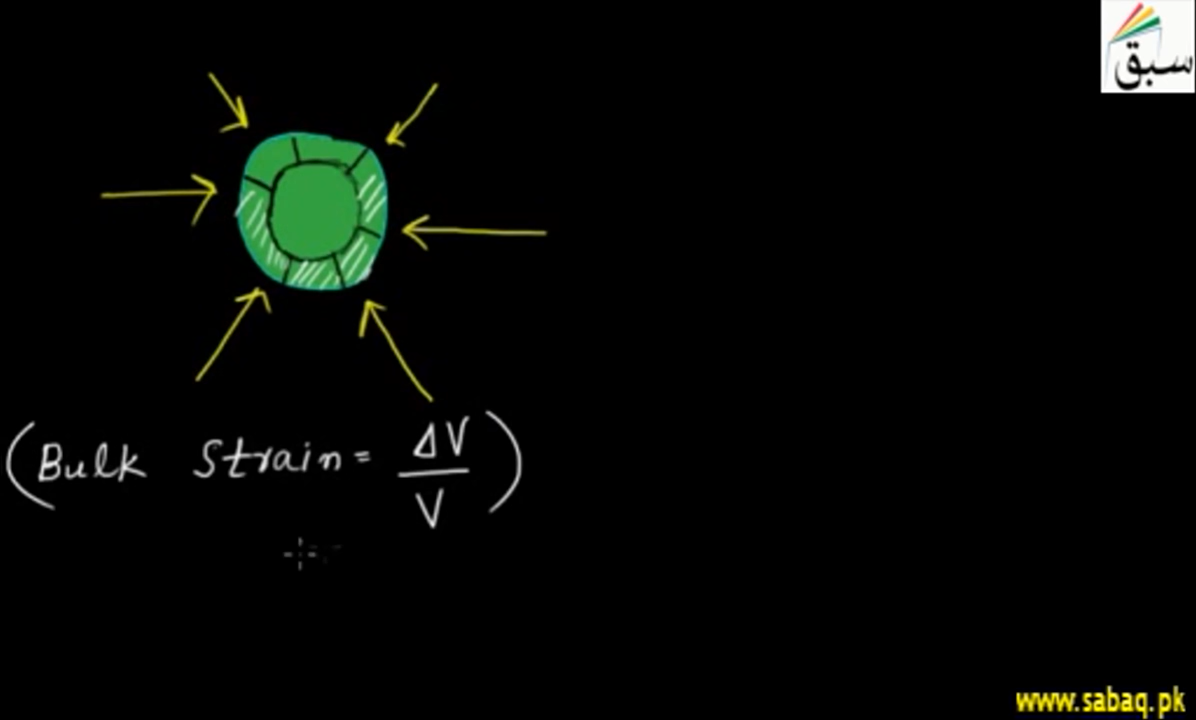 سبق
(Bulk Strain = ΔV/V)
www.sabaq.pk